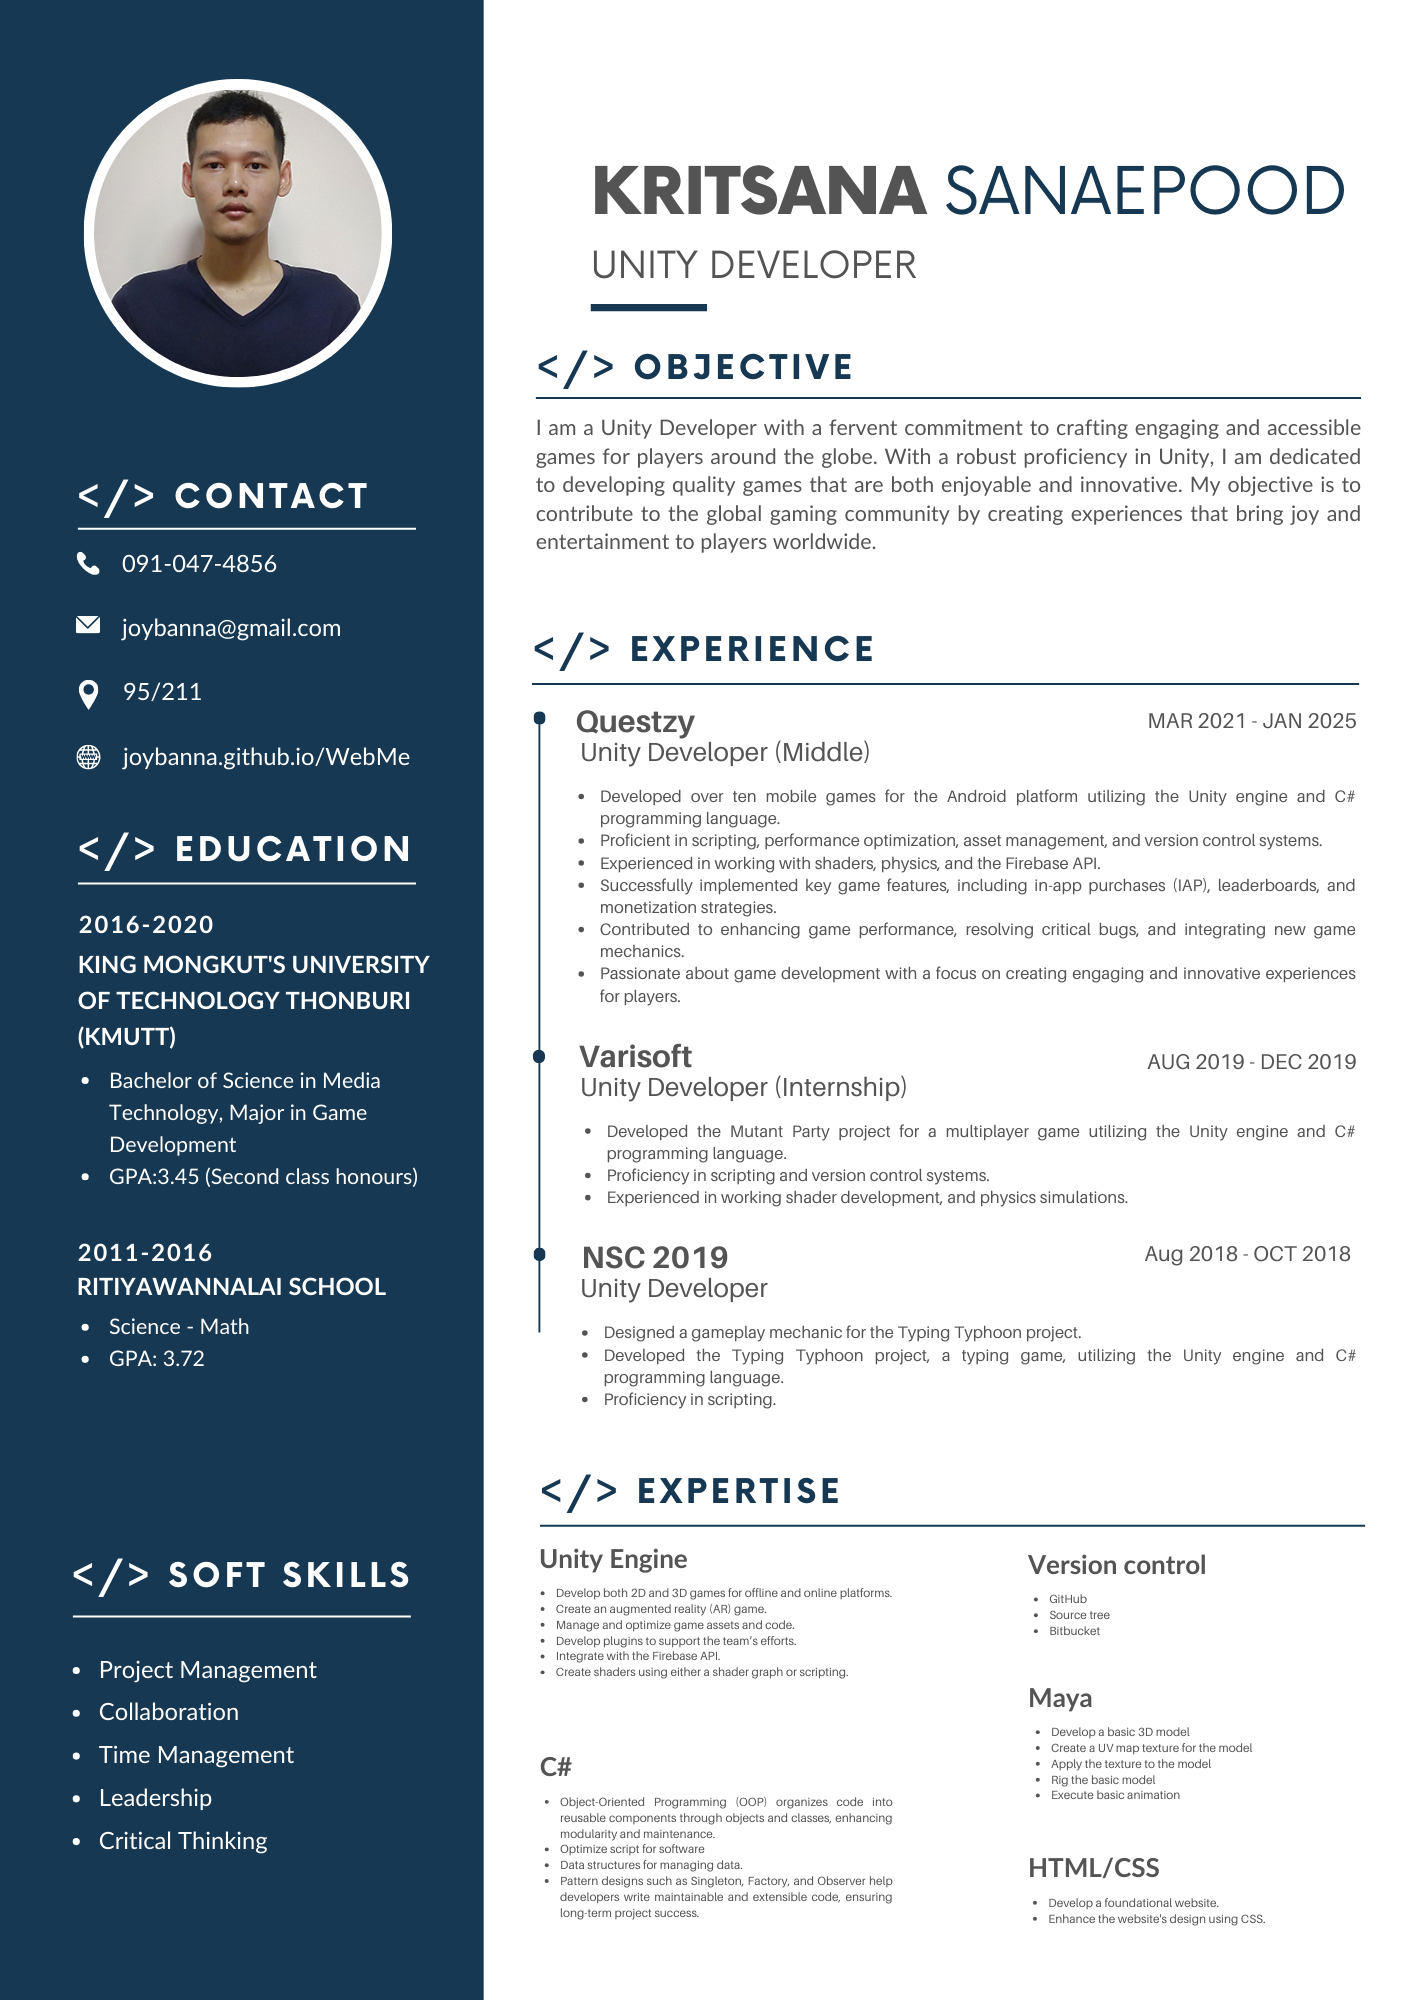 KRITSANA SANAEPOOD
UNITY DEVELOPER
</> OBJECTIVE
I am a Unity Developer with a fervent commitment to crafting engaging and accessible
games for players around the globe. With a robust proficiency in Unity, I am dedicated
to developing quality games that are both enjoyable and innovative. My objective is to
contribute to the global gaming community by creating experiences that bring joy and
entertainment to players worldwide.
</> CONTACT
091-047-4856
joybanna@gmail.com
95/211
joybanna.github.io/WebMe
</> EDUCATION
2016-2020
KING MONGKUT'S UNIVERSITY
OF TECHNOLOGY THONBURI
(KMUTT)
• Bachelor of Science in Media
Technology, Major in Game
Development
• GPA:3.45 (Second class honours)
2011-2016
RITIYAWANNALAI SCHOOL
• Science - Math
• GPA: 3.72
</> SOFT SKILLS
• Project Management
• Collaboration
• Time Management
• Leadership
• Critical Thinking
</> EXPERIENCE
Questzy
MAR 2021 - JAN 2025
Unity Developer (Middle)
• Developed over ten mobile games for the Android platform utilizing the Unity engine and C#
programming language.
• Proficient in scripting, performance optimization, asset management, and version control systems.
• Experienced in working with shaders, physics, and the Firebase API.
• Successfully implemented key game features, including in-app purchases (IAP), leaderboards, and
monetization strategies.
• Contributed to enhancing game performance, resolving critical bugs, and integrating new game
mechanics.
• Passionate about game development with a focus on creating engaging and innovative experiences
for players.
Varisoft
AUG 2019 - DEC 2019
Unity Developer (Internship)
• Developed the Mutant Party project for a multiplayer game utilizing the Unity engine and C#
programming language.
• Proficiency in scripting and version control systems.
• Experienced in working shader development, and physics simulations.
NSC 2019
Aug 2018 - OCT 2018
Unity Developer
• Designed a gameplay mechanic for the Typing Typhoon project.
• Developed the Typing Typhoon project, a typing game, utilizing the Unity engine and C#
programming language.
• Proficiency in scripting.
</> EXPERTISE
Unity Engine
• Develop both 2D and 3D games for offline and online platforms.
• Create an augmented reality (AR) game.
• Manage and optimize game assets and code.
• Develop plugins to support the team’s efforts.
• Integrate with the Firebase API.
• Create shaders using either a shader graph or scripting.
C#
• Object-Oriented Programming (OOP) organizes code into
reusable components through objects and classes, enhancing
modularity and maintenance.
• Optimize script for software
• Data structures for managing data.
• Pattern designs such as Singleton, Factory, and Observer help
developers write maintainable and extensible code, ensuring
long-term project success.
Version control
• GitHub
• Source tree
• Bitbucket
Maya
• Develop a basic 3D model
• Create a UV map texture for the model
• Apply the texture to the model
• Rig the basic model
• Execute basic animation
HTML/CSS
• Develop a foundational website.
• Enhance the website's design using CSS.